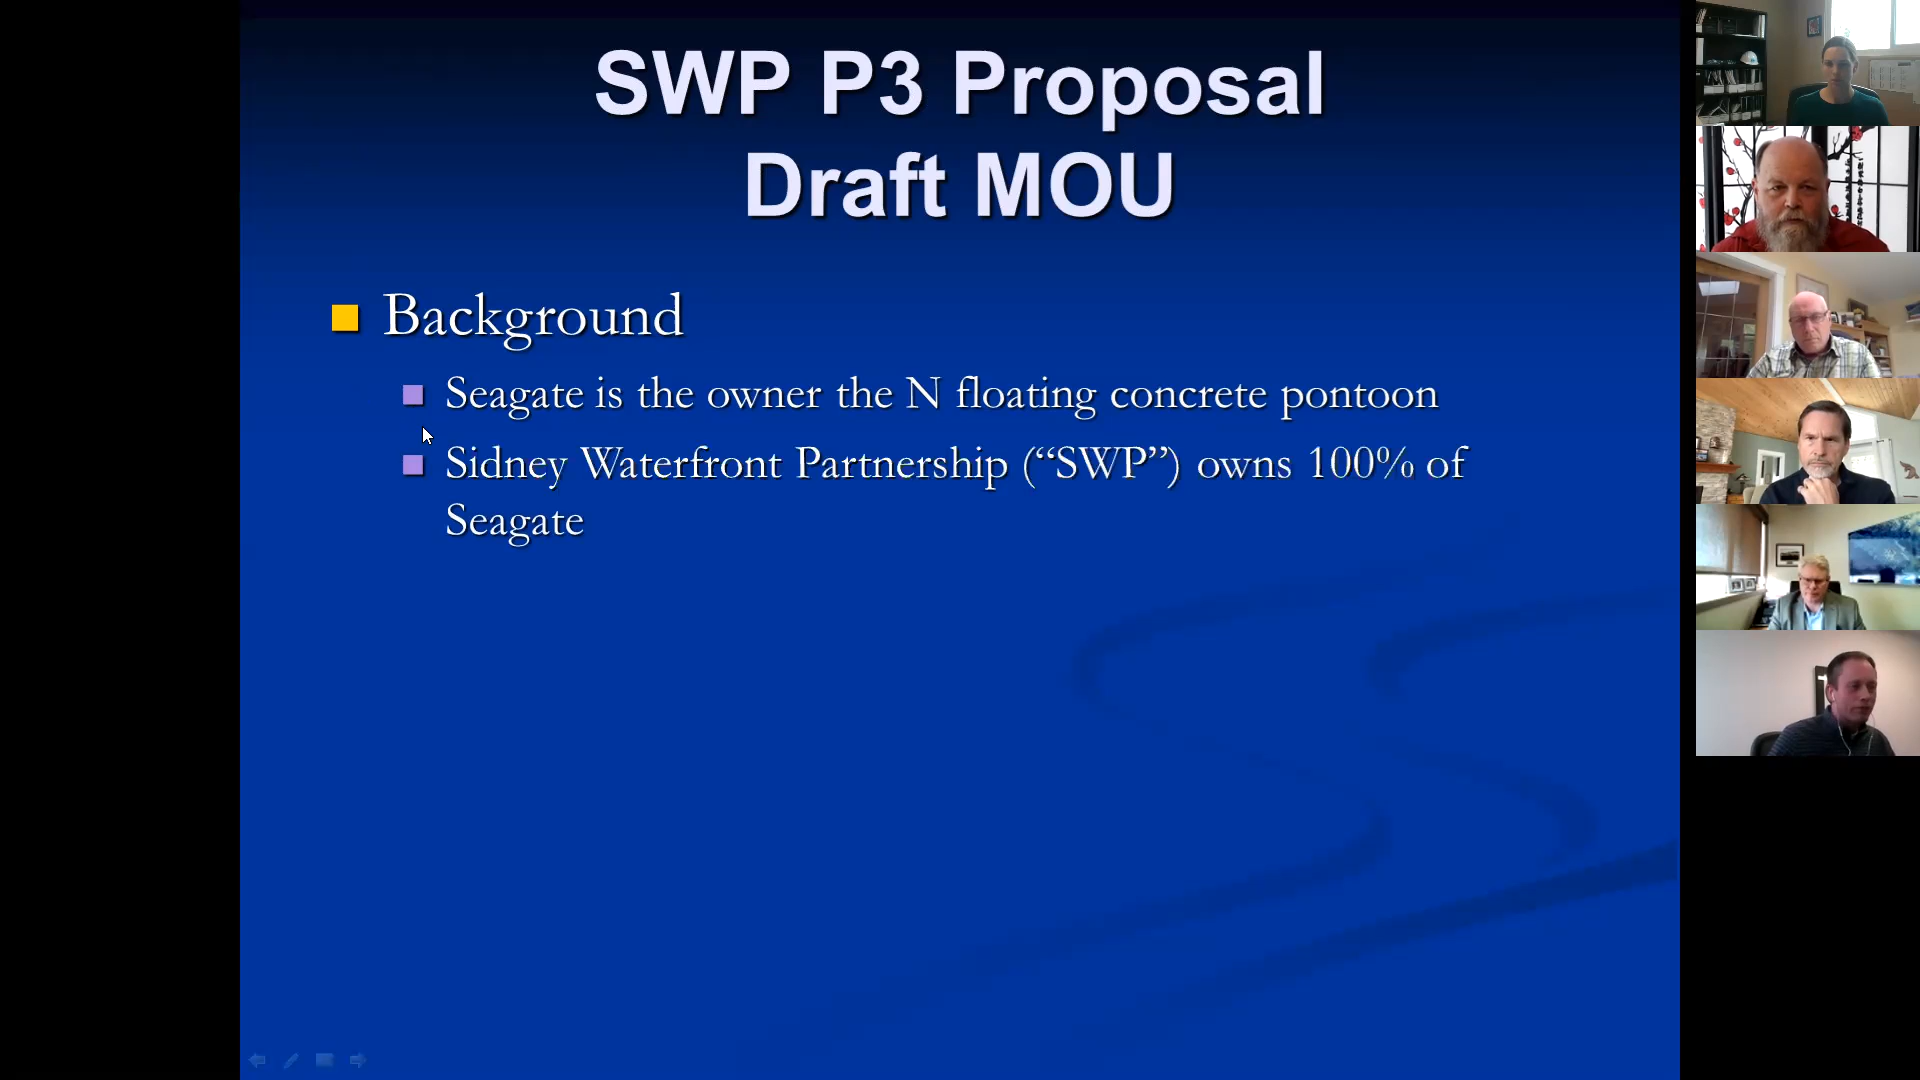 SWP P3 Proposal
Draft MOU
Background
Seagate is the owner the N floating concrete pontoon
Sidney Waterfront Partnership (“SWP”) owns 100% of
Seagate